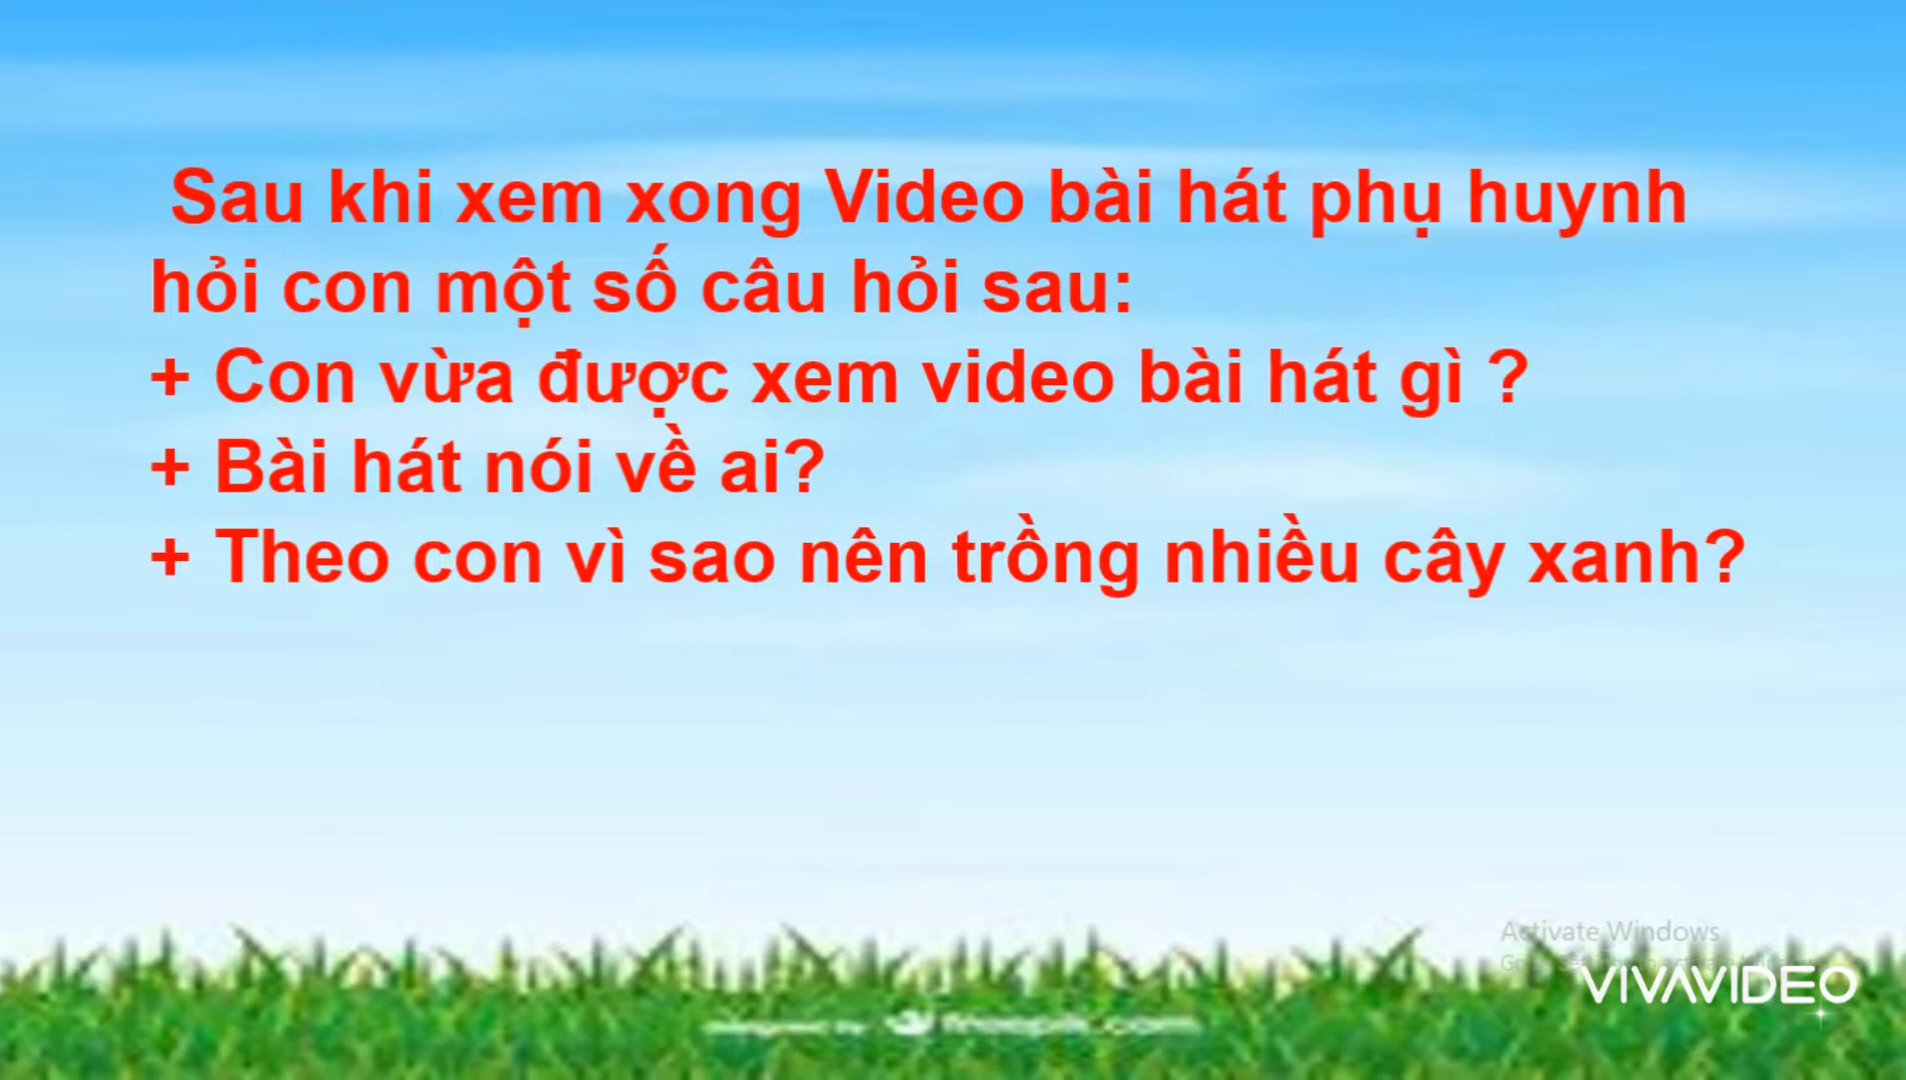 Sau khi xem xong Video bài hát phụ huynh
hỏi con một số câu hỏi sau:
+ Con vừa được xem video bài hát gì ?
+ Bài hát nói về ai?
+ Theo con vì sao nên trồng nhiều cây xanh?
Activate Windows
VIVAVIDEO